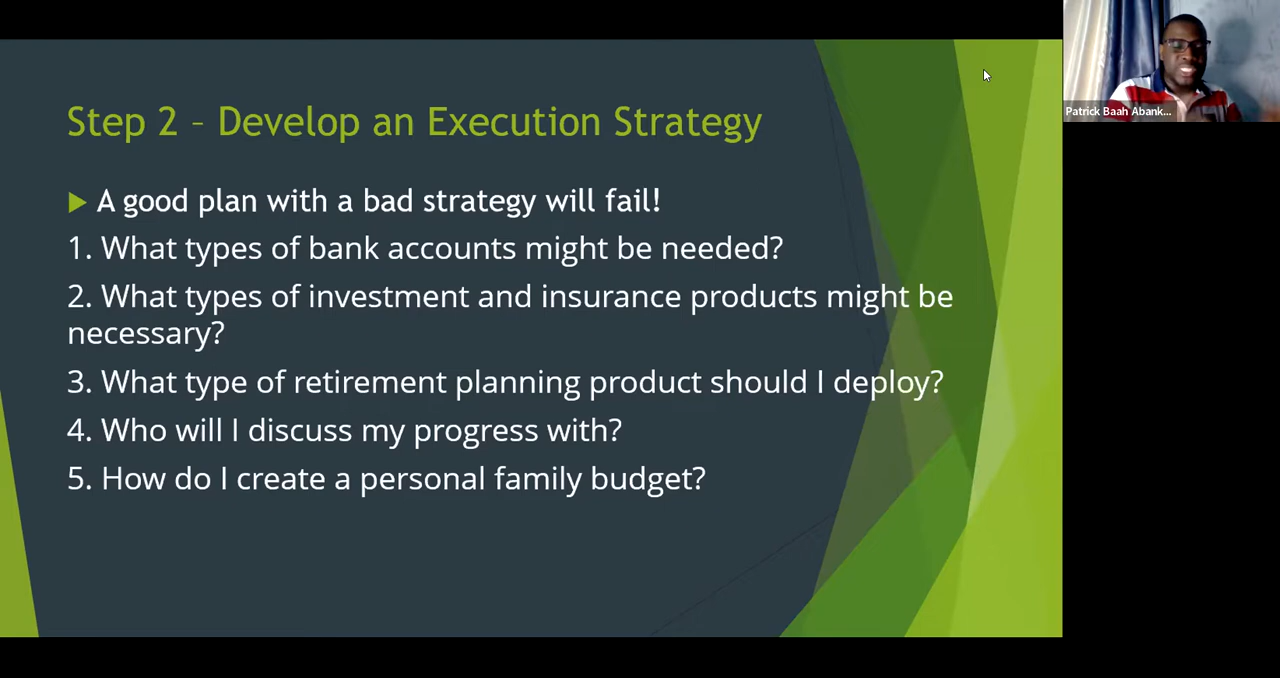 Step 2 – Develop an Execution Strategy
A good plan with a bad strategy will fail!
1. What types of bank accounts might be needed?
2. What types of investment and insurance products might be
necessary?
3. What type of retirement planning product should I deploy?
4. Who will I discuss my progress with?
5. How do I create a personal family budget?
Patrick Baah Abank...